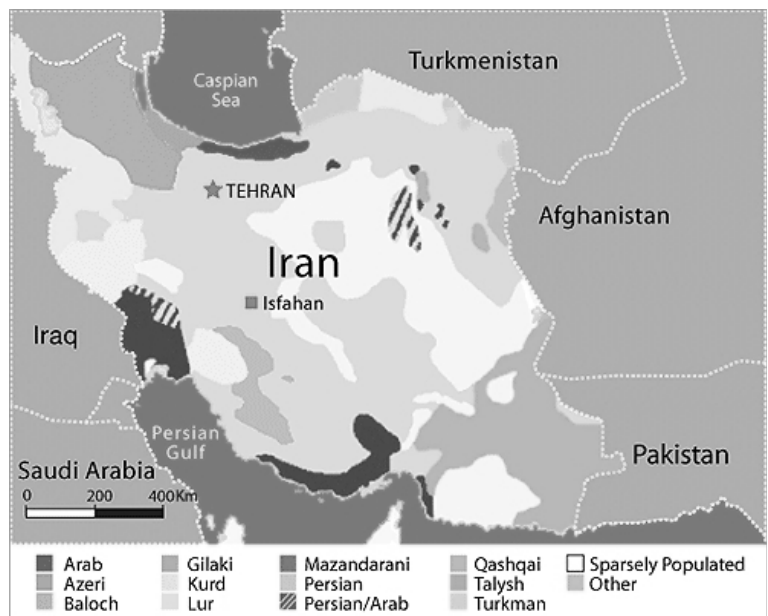 Turkmenistan
Caspian
Sea
TEHRAN
Afghanistan
Iran
Isfahan
Iraq
Persian
Gulf
Pakistan
Saudi Arabia
0 200 400Km
Arab Gilaki Mazandarani Qashqai Sparsely Populated
Azeri Kurd Persian Talysh Other
Baloch Lur Persian/Arab Turkman